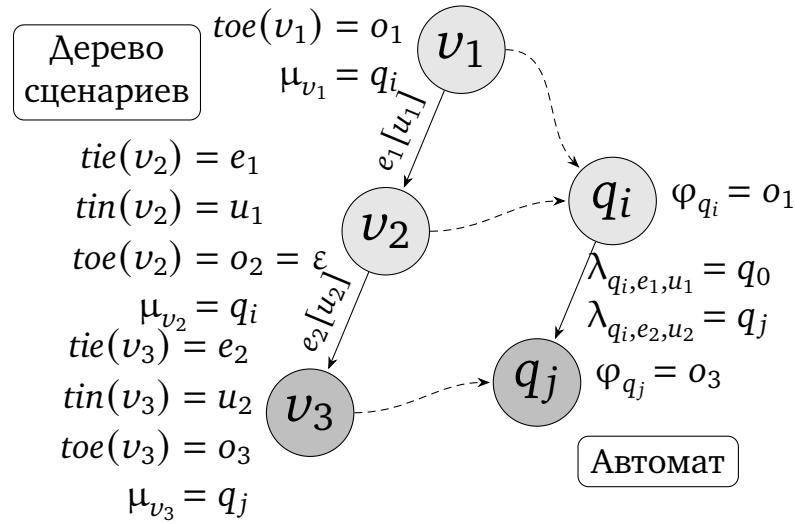 Дерево
сценариев
toe(v₁) = o₁
μ_{v₁} = q_i
v₁
e₁[u₁]
tie(v₂) = e₁
tin(v₂) = u₁
toe(v₂) = o₂ = ε
μ_{v₂} = q_i
v₂
q_i
φ_{q_i} = o₁
e₂[u₂]
λ_{q_i,e₁,u₁} = q₀
λ_{q_i,e₂,u₂} = q_j
tie(v₃) = e₂
tin(v₃) = u₂
toe(v₃) = o₃
μ_{v₃} = q_j
v₃
q_j
φ_{q_j} = o₃
Автомат